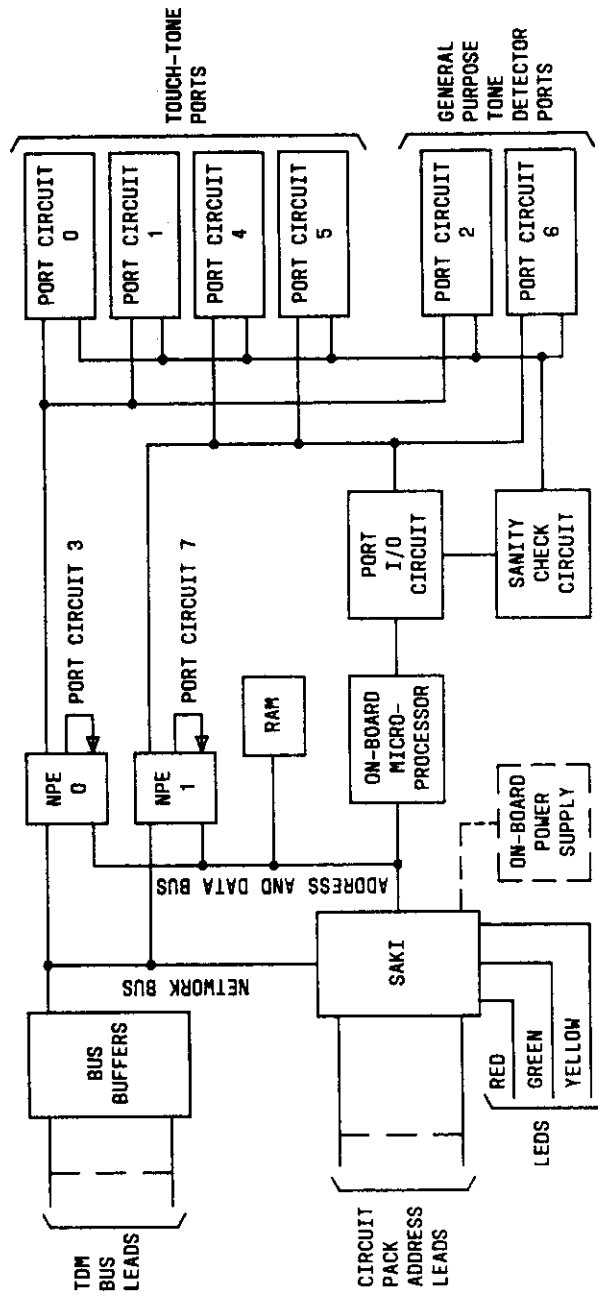 TDM
BUS
LEADS
BUS
BUFFERS
NETWORK BUS
NPE
0
PORT CIRCUIT 3
NPE
1
PORT CIRCUIT 7
ADDRESS AND DATA BUS
RAM
PORT CIRCUIT
0
PORT CIRCUIT
1
PORT CIRCUIT
4
PORT CIRCUIT
5
TOUCH-TONE
PORTS
PORT CIRCUIT
2
PORT CIRCUIT
6
GENERAL
PURPOSE
TONE
DETECTOR
PORTS
CIRCUIT
PACK
ADDRESS
LEADS
SAKI
ON-BOARD
MICRO-
PROCESSOR
PORT
I/O
CIRCUIT
SANITY
CHECK
CIRCUIT
ON-BOARD
POWER
SUPPLY
RED
GREEN
YELLOW
LEDS